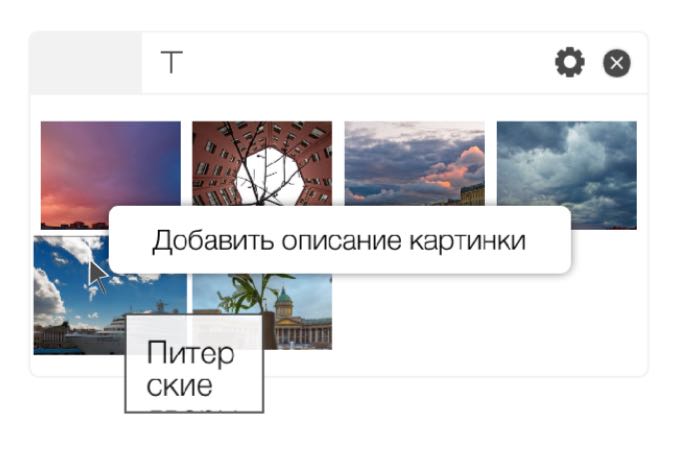 T
Добавить описание картинки
Питер
ские